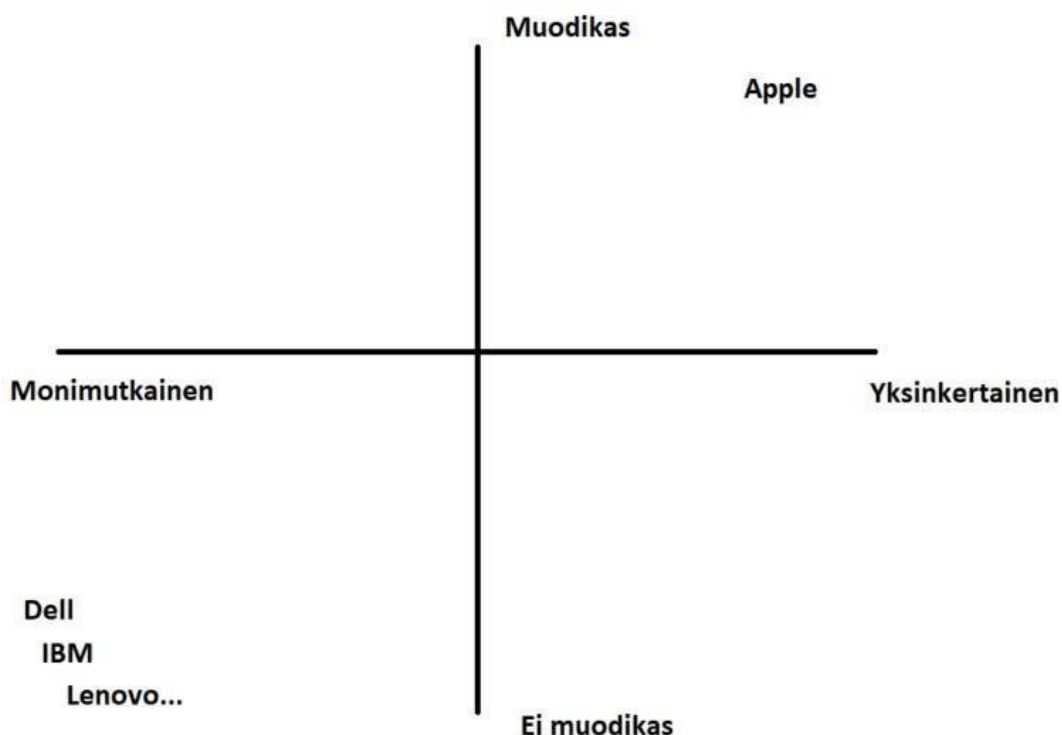 Muodikas
Apple
Monimutkainen
Yksinkertainen
Dell
IBM
Lenovo...
Ei muodikas